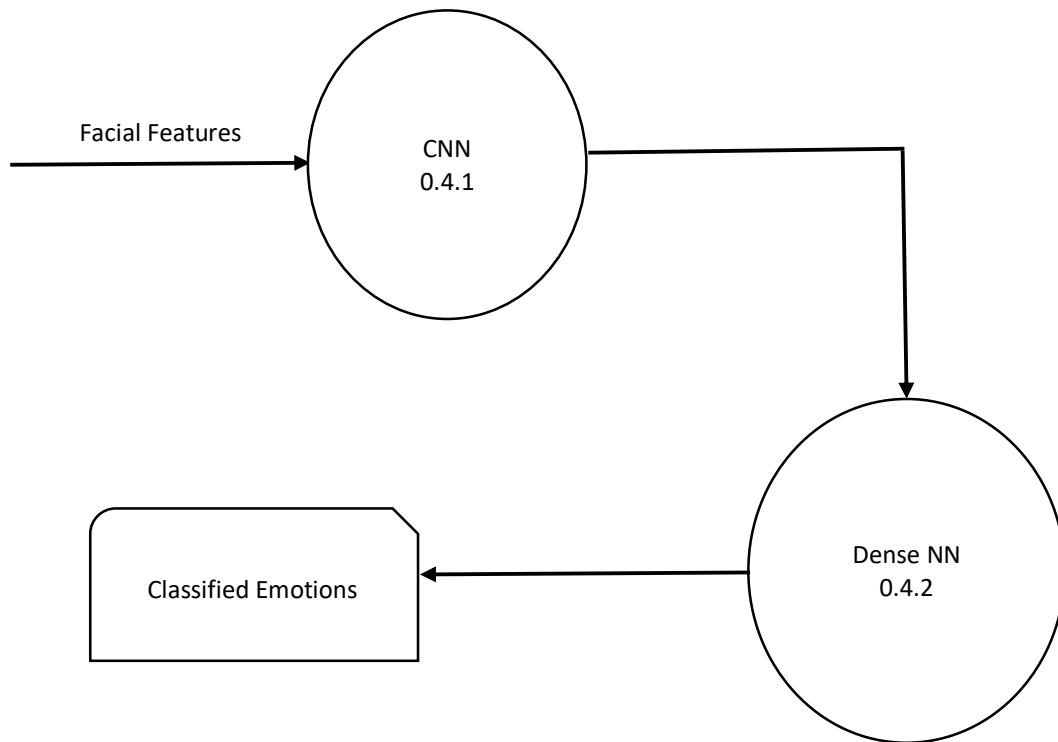 Facial Features
CNN
0.4.1
Dense NN
0.4.2
Classified Emotions